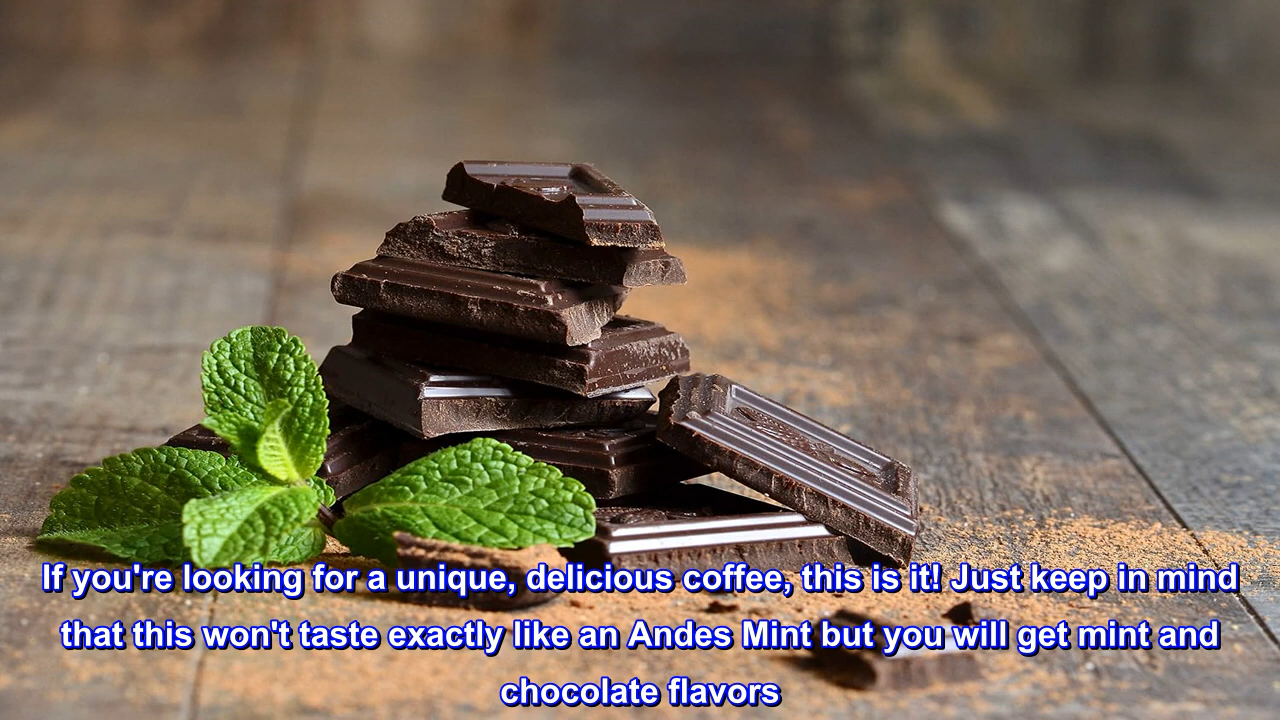 If you're looking for a unique, delicious coffee, this is it! Just keep in mind
that this won't taste exactly like an Andes Mint but you will get mint and
chocolate flavors